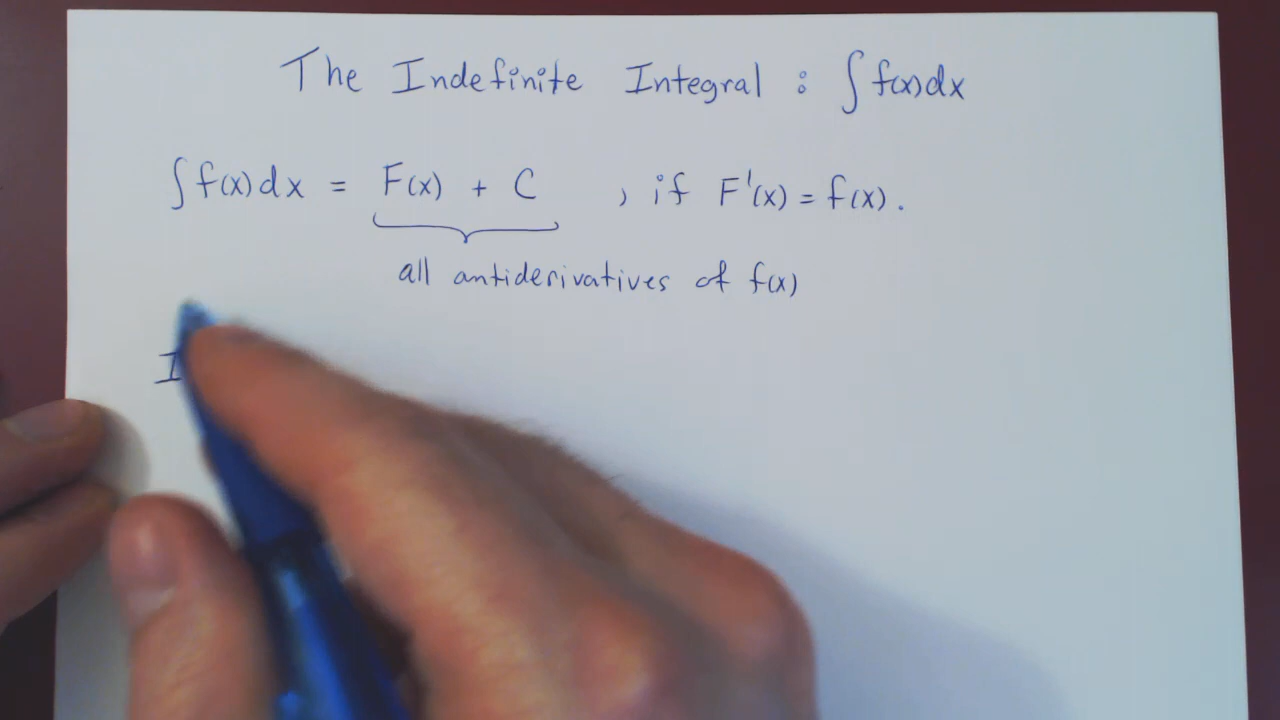 The Indefinite Integral : ∫ f(x)dx
∫ f(x)dx = F(x) + C , if F'(x) = f(x).
all antiderivatives of f(x)
I